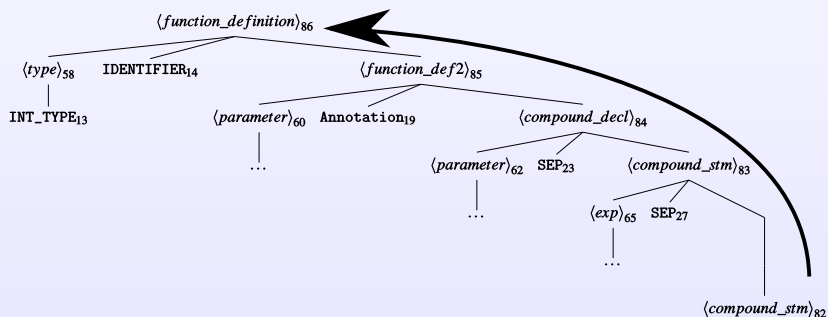 ⟨function_definition⟩86
⟨type⟩58 IDENTIFIER14 ⟨function_def2⟩85
INT_TYPE13 ⟨parameter⟩60 Annotation19 ⟨compound_decl⟩84
... ⟨parameter⟩62 SEP23 ⟨compound_stm⟩83
... ⟨exp⟩65 SEP27
...
⟨compound_stm⟩82